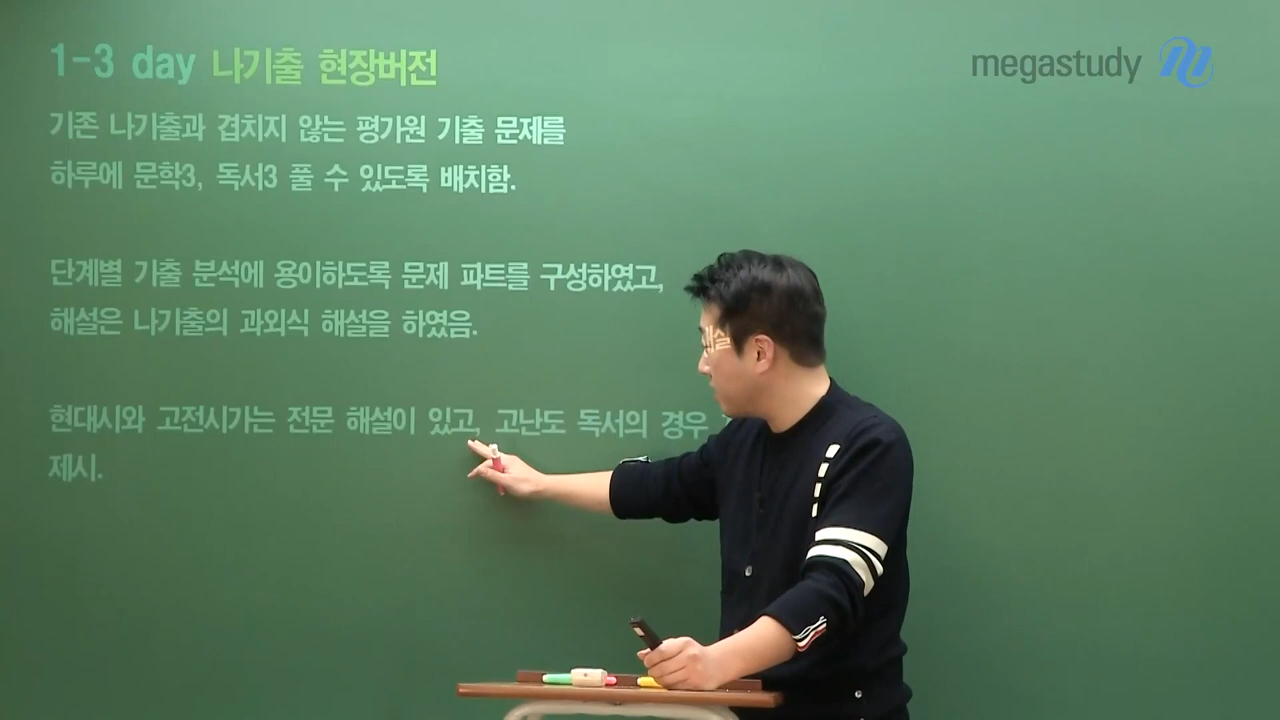 1-3 day 나기출 현장버전
megastudy
기존 나기출과 겹치지 않는 평가원 기출 문제를
하루에 문학3, 독서3 풀 수 있도록 배치함.
단계별 기출 분석에 용이하도록 문제 파트를 구성하였고,
해설은 나기출의 과외식 해설을 하였음.
현대시와 고전시가는 전문 해설이 있고, 고난도 독서의 경우
제시.